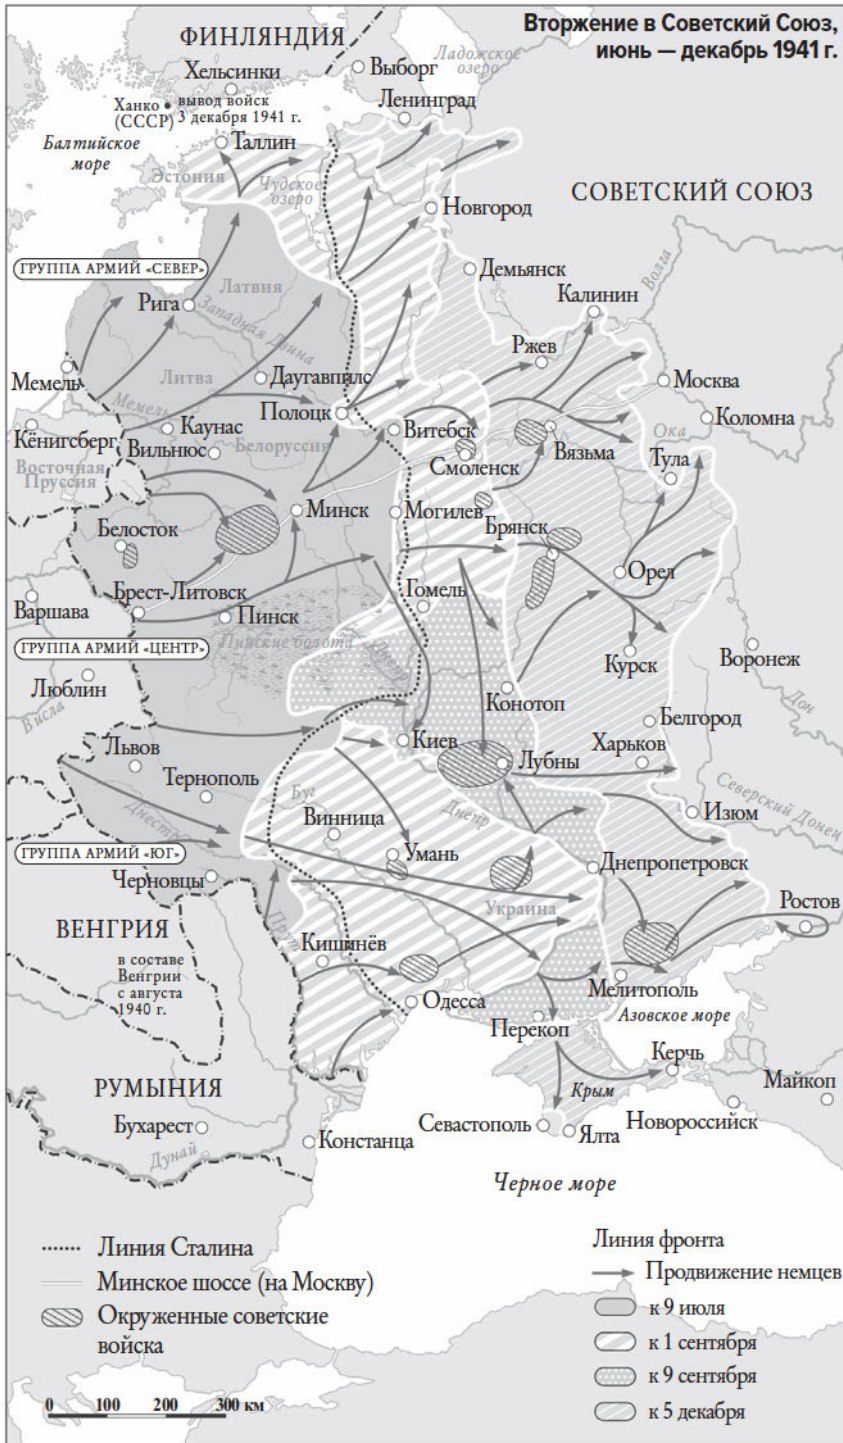 Вторжение в Советский Союз,
июнь — декабрь 1941 г.
ФИНЛЯНДИЯ
Ладожское
озеро
Выборг
Хельсинки
Ханко
(СССР)
вывод войск
3 декабря 1941 г.
Ленинград
Балтийское
море
Таллин
Эстония
Чудское
озеро
СОВЕТСКИЙ СОЮЗ
Новгород
ГРУППА АРМИЙ «СЕВЕР»
Демьянск
Волга
Латвия
Калинин
Рига
Западная Двина
Ржев
Мемель
Литва
Даугавпилс
Москва
Мемель
Полоцк
Коломна
Кёнигсберг
Каунас
Витебск
Ока
Вильнюс
Белоруссия
Смоленск
Вязьма
Восточная
Пруссия
Тула
Минск
Могилев
Брянск
Белосток
Орел
Брест-Литовск
Гомель
Варшава
Пинск
Пинские болота
Днепр
ГРУППА АРМИЙ «ЦЕНТР»
Курск
Воронеж
Люблин
Конотоп
Дон
Висла
Белгород
Киев
Лубны
Харьков
Львов
Тернополь
Буг
Днепр
Северский Донец
Изюм
Винница
Днестр
Умань
ГРУППА АРМИЙ «ЮГ»
Днепропетровск
Черновцы
Ростов
Украина
ВЕНГРИЯ
Прут
Кишинёв
в составе
Венгрии
с августа
1940 г.
Мелитополь
Одесса
Азовское море
Перекоп
Керчь
РУМЫНИЯ
Крым
Майкоп
Бухарест
Севастополь
Ялта
Новороссийск
Констанца
Дунай
Черное море
Линия Сталина
Минское шоссе (на Москву)
Окруженные советские
войска
Линия фронта
Продвижение немцев
к 9 июля
к 1 сентября
к 9 сентября
к 5 декабря
0 100 200 300 км